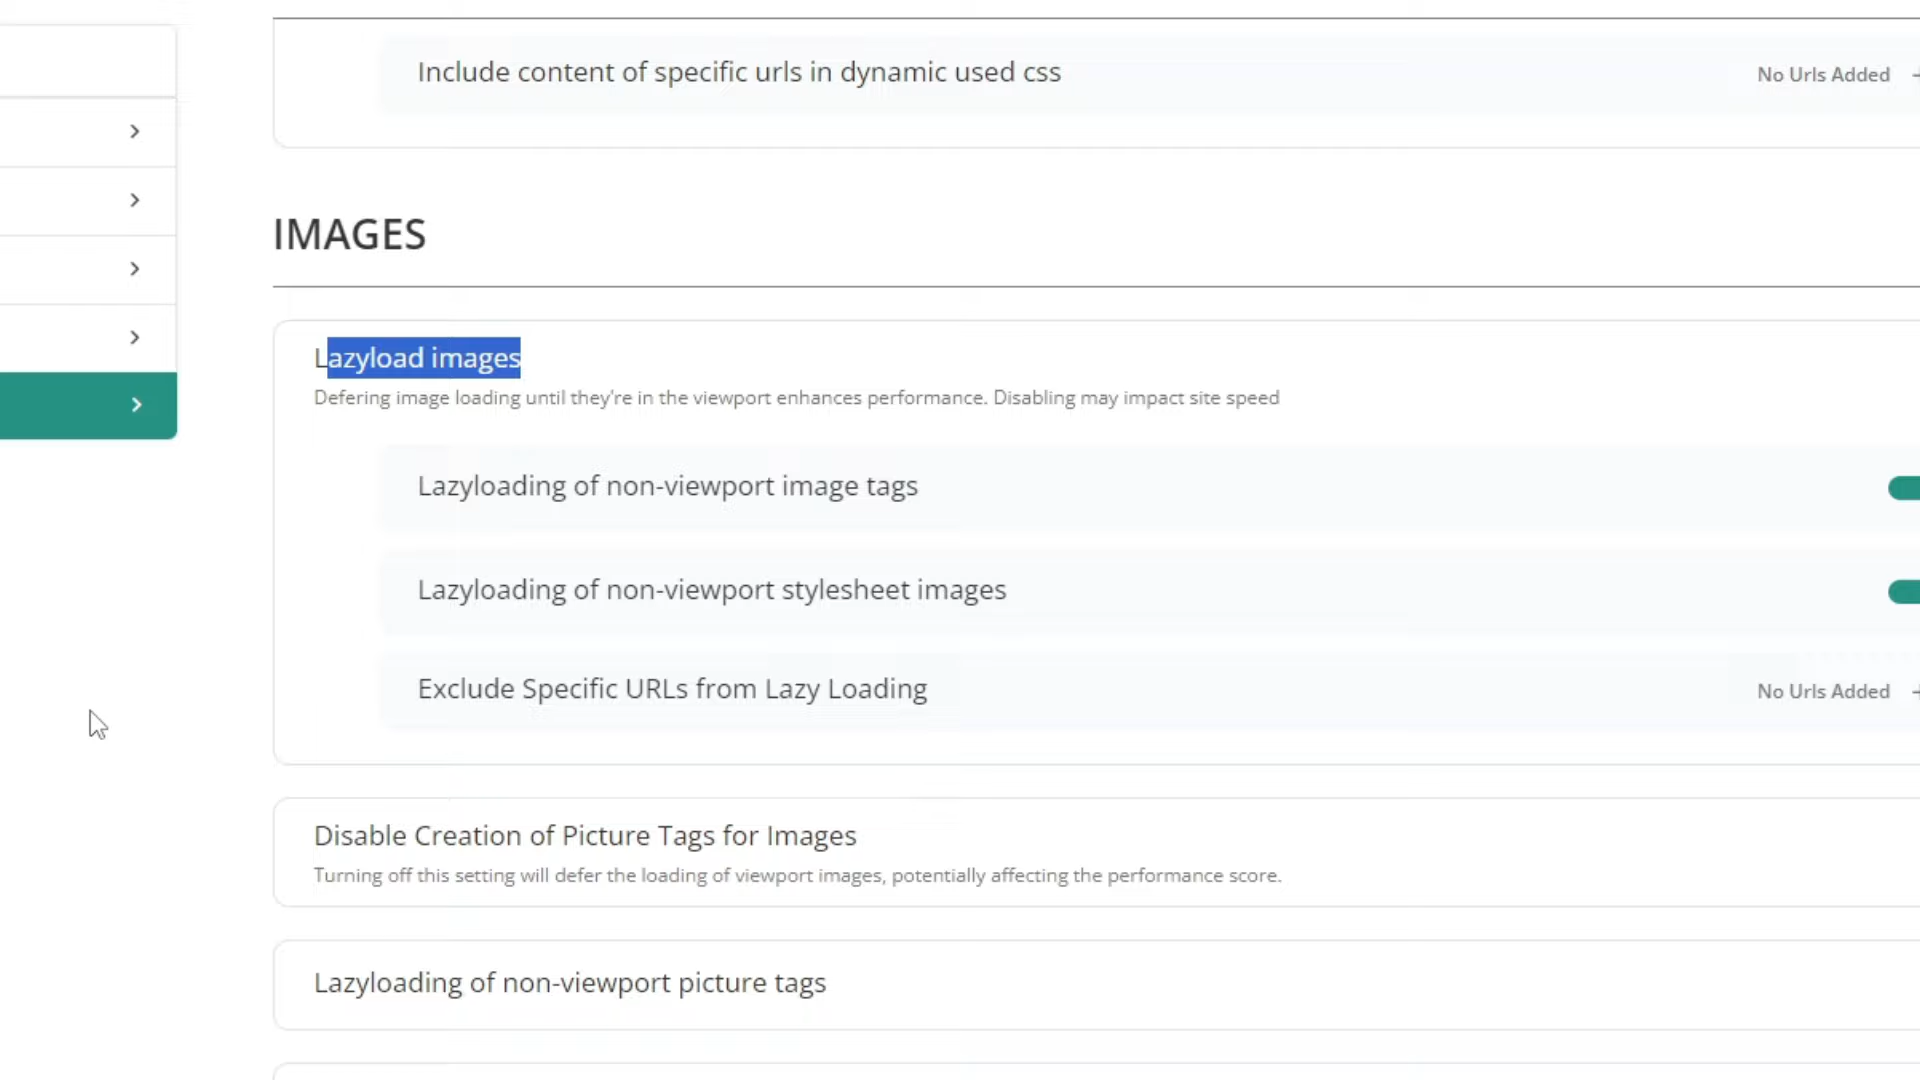 Include content of specific urls in dynamic used css
No Urls Added
IMAGES
Lazyload images
Defering image loading until they're in the viewport enhances performance. Disabling may impact site speed
Lazyloading of non-viewport image tags
Lazyloading of non-viewport stylesheet images
Exclude Specific URLs from Lazy Loading
No Urls Added
Disable Creation of Picture Tags for Images
Turning off this setting will defer the loading of viewport images, potentially affecting the performance score.
Lazyloading of non-viewport picture tags